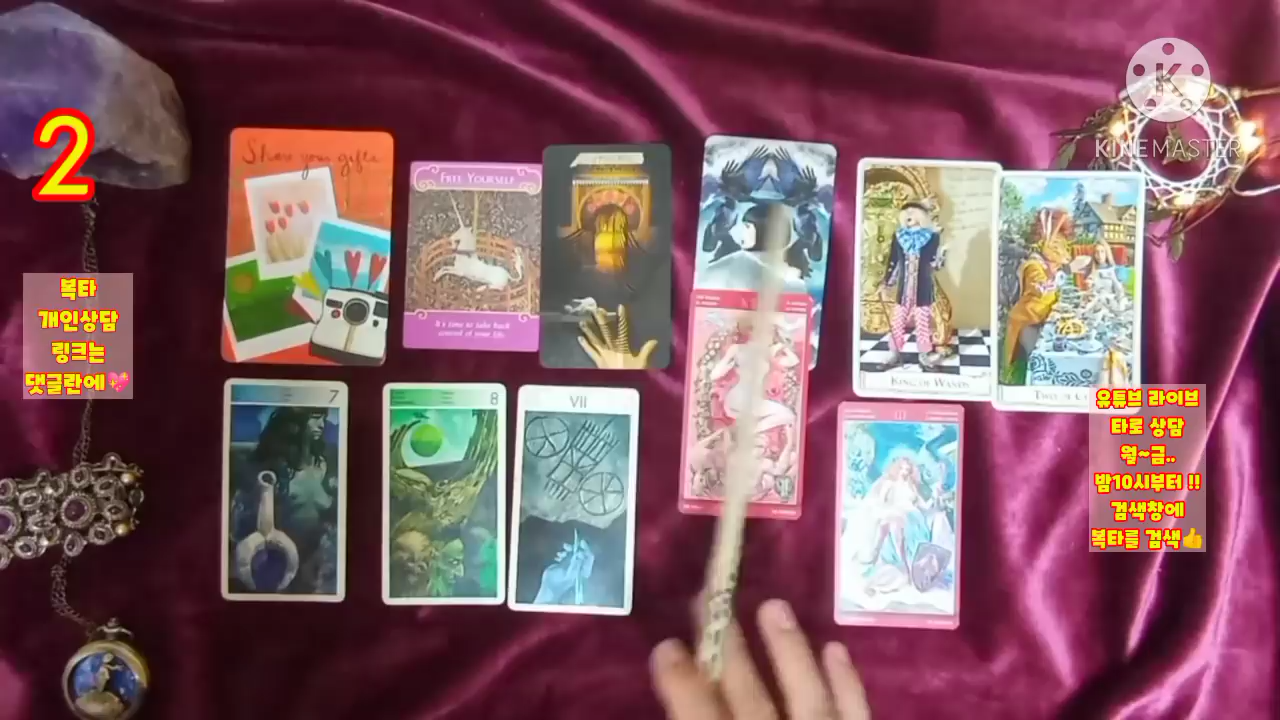 2
복타
개인상담
링크는
댓글란에💖
Show your gifts
FREE YOURSELF
It's time to take back
control of your life.
7
8
VII
KING OF WANDS
III
K
KINEMASTER
유튜브 라이브
타로 상담
월~금..
밤10시부터 !!
검색창에
복타를 검색👍